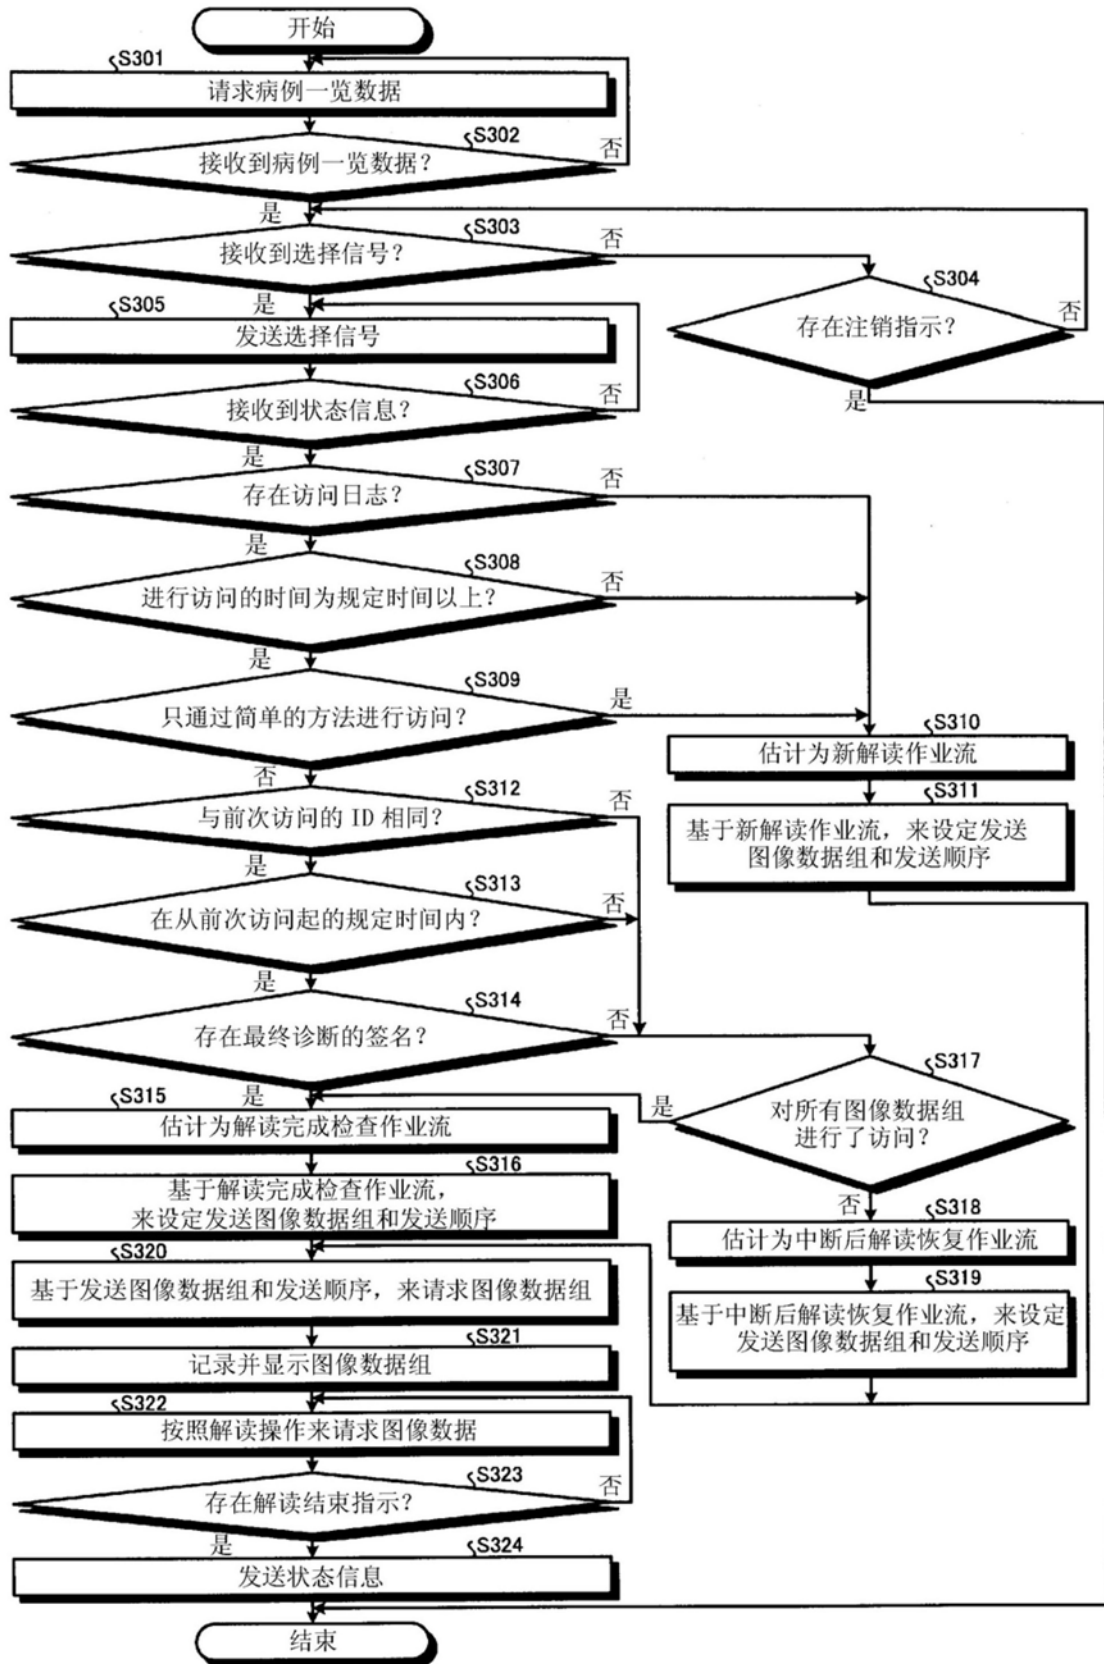 开始
S301
请求病例一览数据
S302
接收到病例一览数据?
否
是
S303
接收到选择信号?
否
S304
存在注销指示?
否
是
是
S305
发送选择信号
S306
接收到状态信息?
否
是
S307
存在访问日志?
否
是
S308
进行访问的时间为规定时间以上?
否
是
S309
只通过简单的方法进行访问?
是
S310
估计为新解读作业流
S311
基于新解读作业流，来设定发送
图像数据组和发送顺序
否
S312
与前次访问的 ID 相同?
否
是
S313
在从前次访问起的规定时间内?
否
是
S314
存在最终诊断的签名?
否
S317
对所有图像数据组
进行了访问?
是
否
是
S315
估计为解读完成检查作业流
S316
基于解读完成检查作业流，
来设定发送图像数据组和发送顺序
S318
估计为中断后解读恢复作业流
S319
基于中断后解读恢复作业流，来设定
发送图像数据组和发送顺序
S320
基于发送图像数据组和发送顺序，来请求图像数据组
S321
记录并显示图像数据组
S322
按照解读操作来请求图像数据
S323
存在解读结束指示?
否
是
S324
发送状态信息
结束